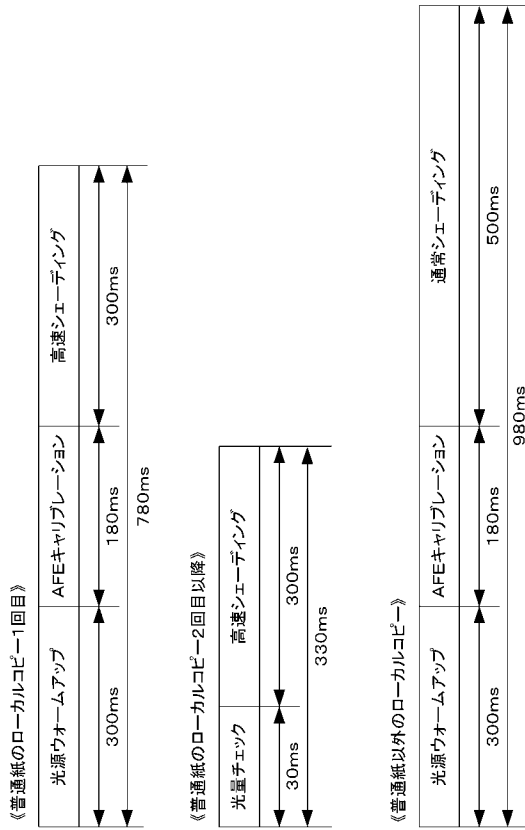 《普通紙のローカルコピー1回目》
光源ウォームアップ
AFEキャリブレーション
高速シェーディング
300ms
180ms
300ms
780ms
《普通紙のローカルコピー2回目以降》
光量チェック
高速シェーディング
30ms
300ms
330ms
《普通紙以外のローカルコピー》
光源ウォームアップ
AFEキャリブレーション
通常シェーディング
300ms
180ms
500ms
980ms